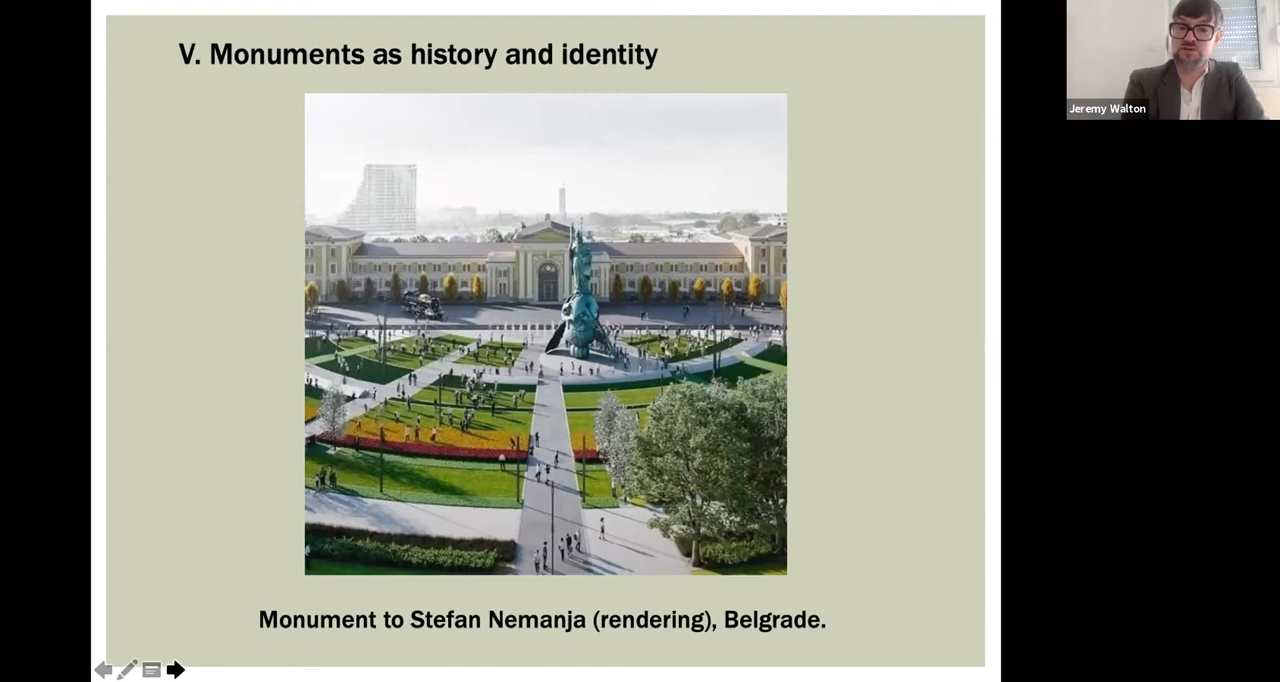 V. Monuments as history and identity
Jeremy Walton
Monument to Stefan Nemanja (rendering), Belgrade.